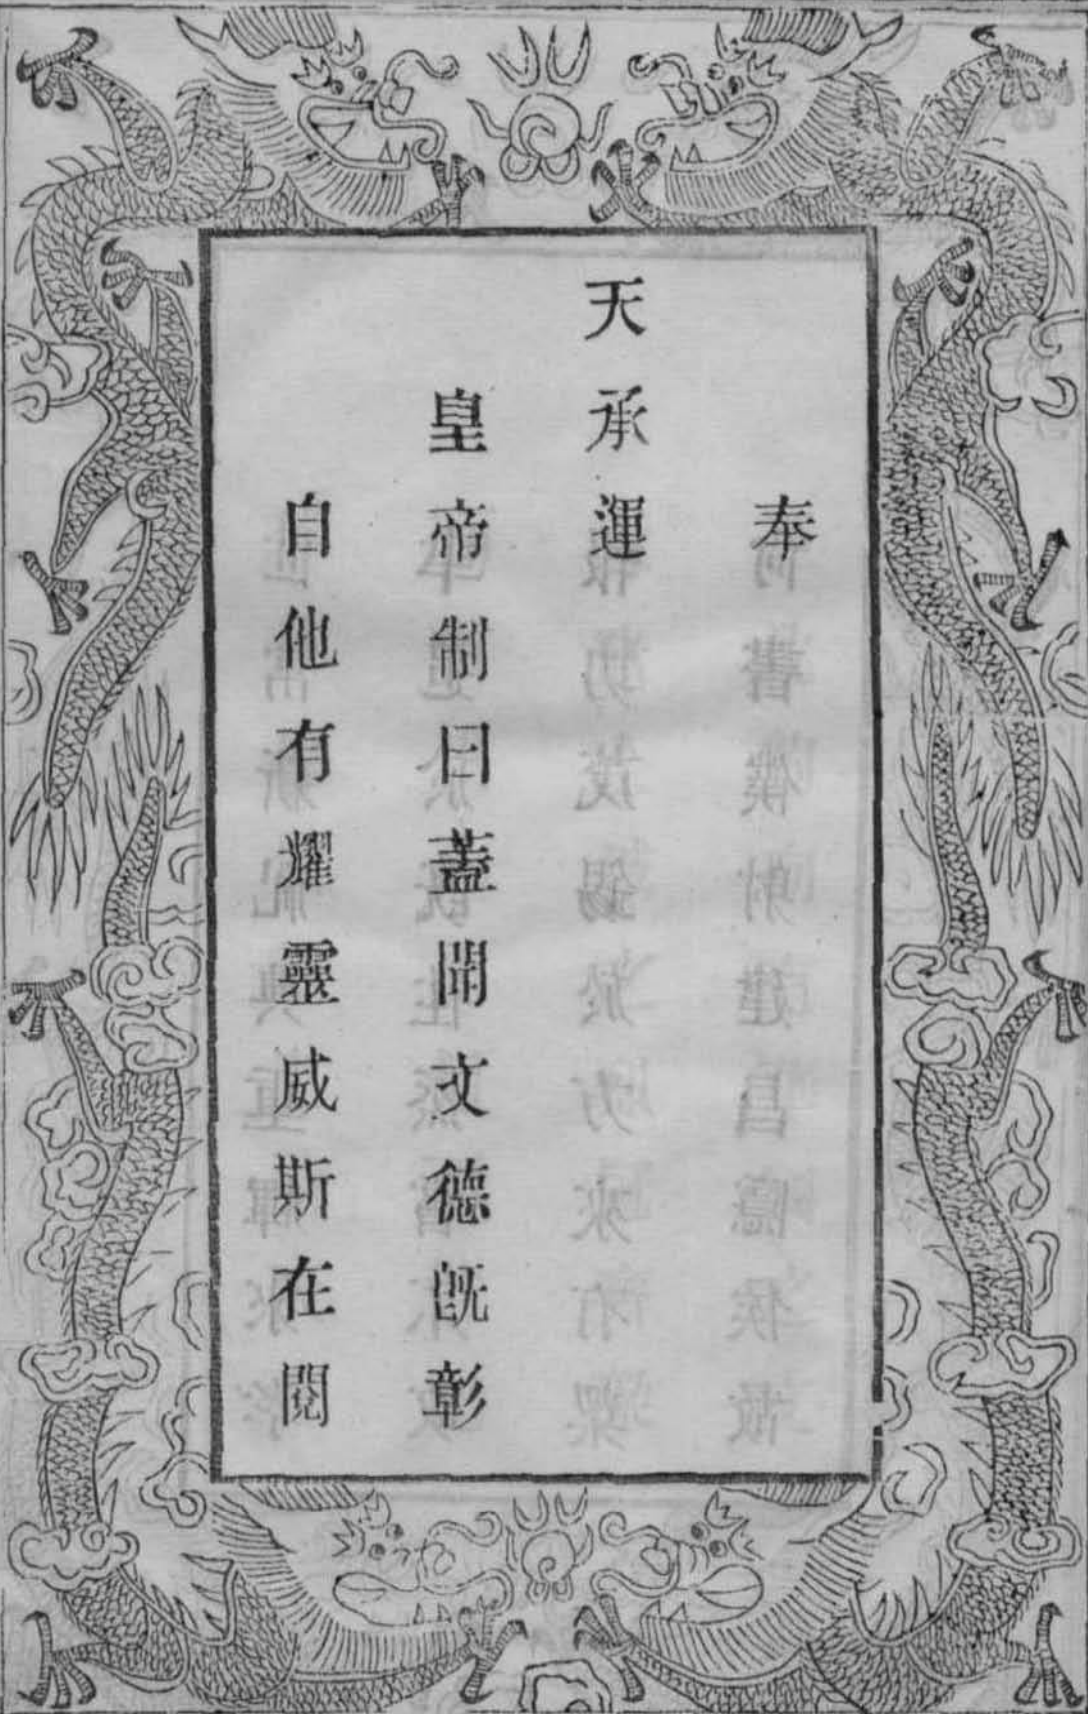 奉
天承運
皇帝制曰蓋聞文德旣彰
自他有耀靈威斯在閱